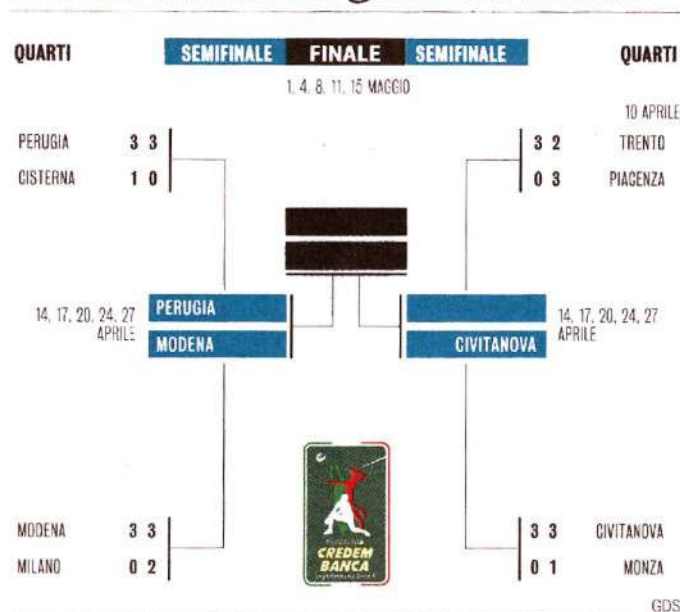 QUARTI SEMIFINALE FINALE SEMIFINALE QUARTI
1, 4, 8, 11, 15 MAGGIO
10 APRILE
PERUGIA 3 3
CISTERNA 1 0
3 2 TRENTO
0 3 PIACENZA
14, 17, 20, 24, 27
APRILE
PERUGIA
MODENA
CIVITANOVA
14, 17, 20, 24, 27
APRILE
CREDEM
BANCA
MODENA 3 3
MILANO 0 2
3 3 CIVITANOVA
0 1 MONZA
GDS